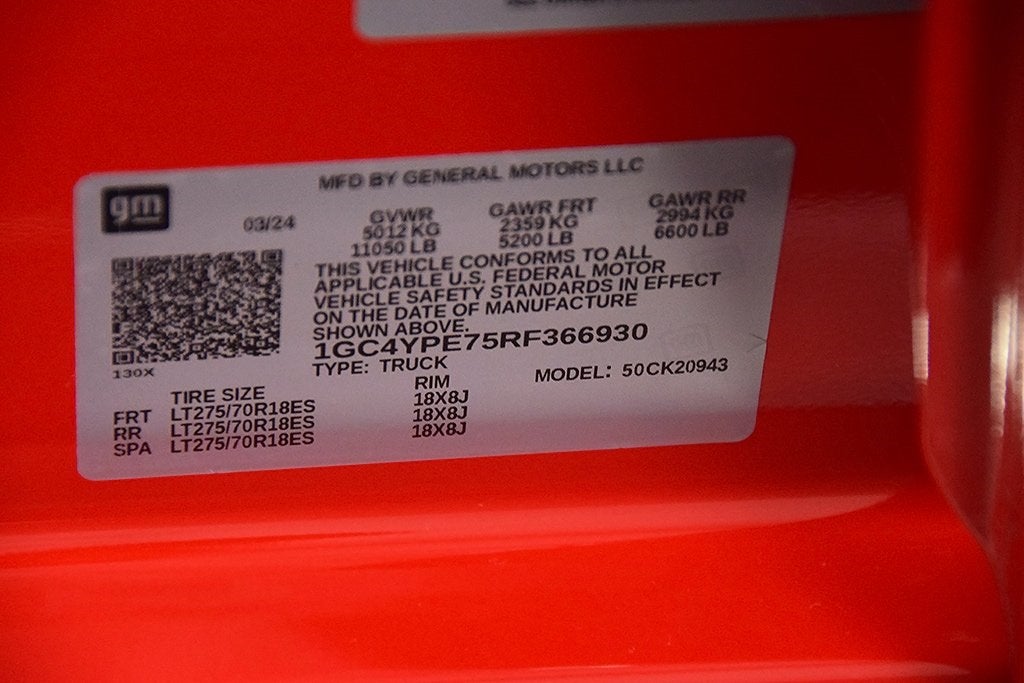 MFD BY GENERAL MOTORS LLC
gm
03/24
GVWR GAWR FRT GAWR RR
5012 KG 2359 KG 2994 KG
11050 LB 5200 LB 6600 LB
THIS VEHICLE CONFORMS TO ALL
APPLICABLE U.S. FEDERAL MOTOR
VEHICLE SAFETY STANDARDS IN EFFECT
ON THE DATE OF MANUFACTURE
SHOWN ABOVE.
1GC4YPE75RF366930
130X
TYPE: TRUCK MODEL: 50CK20943
TIRE SIZE RIM
FRT LT275/70R18ES 18X8J
RR LT275/70R18ES 18X8J
SPA LT275/70R18ES 18X8J